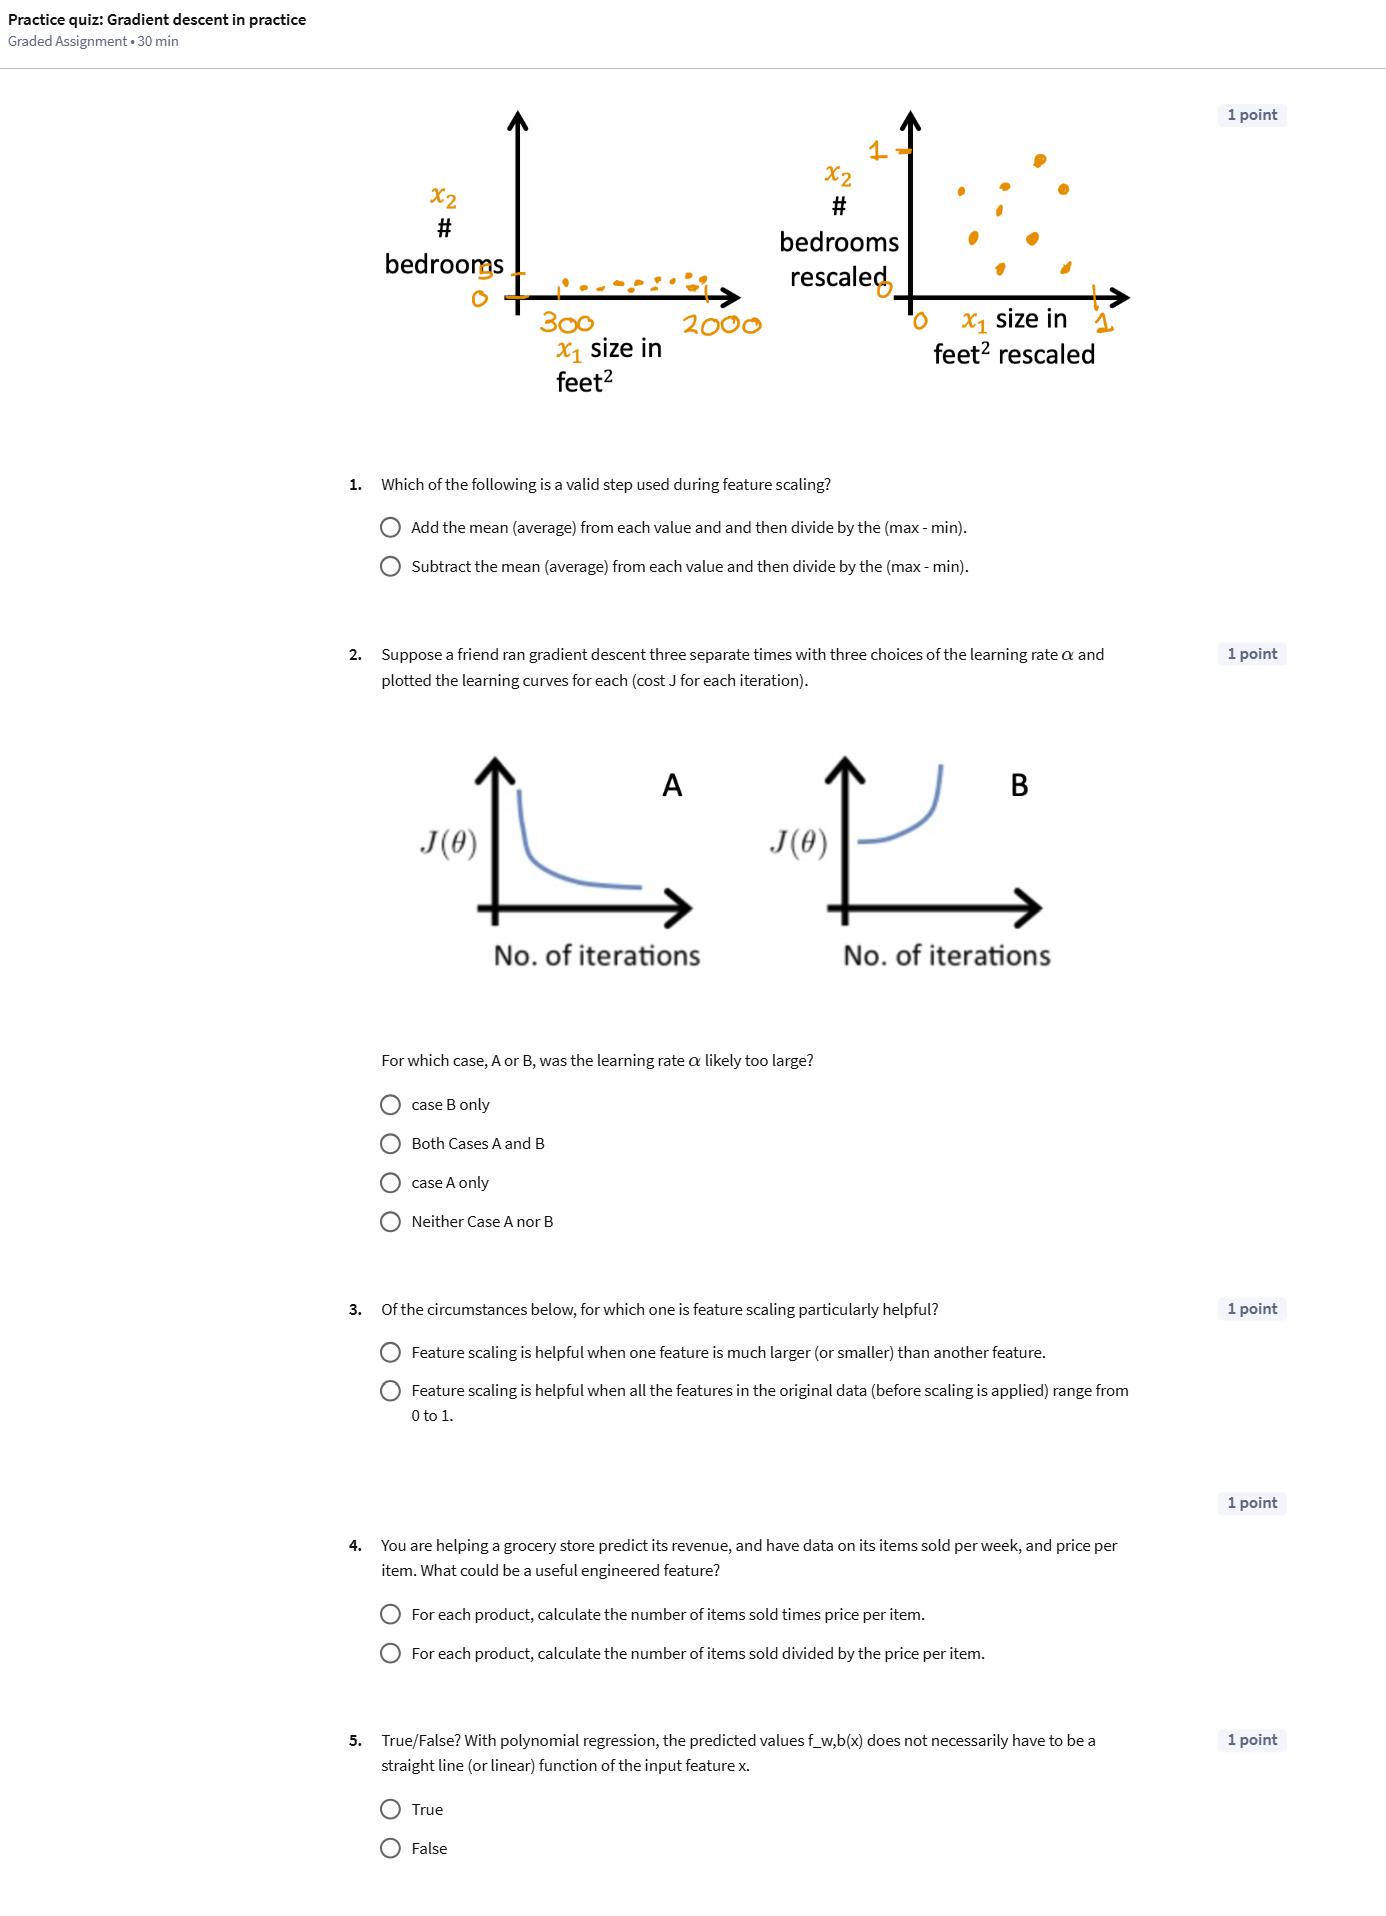 Practice quiz: Gradient descent in practice
Graded Assignment • 30 min
1 point
x₂
#
bedrooms
5
0
300
2000
x₁ size in
feet²
1
x₂
#
bedrooms
rescaled
0
0
x₁ size in
1
feet² rescaled
1. Which of the following is a valid step used during feature scaling?
Add the mean (average) from each value and and then divide by the (max - min).
Subtract the mean (average) from each value and then divide by the (max - min).
2. Suppose a friend ran gradient descent three separate times with three choices of the learning rate α and
plotted the learning curves for each (cost J for each iteration).
1 point
A
J(θ)
No. of iterations
B
J(θ)
No. of iterations
For which case, A or B, was the learning rate α likely too large?
case B only
Both Cases A and B
case A only
Neither Case A nor B
3. Of the circumstances below, for which one is feature scaling particularly helpful?
1 point
Feature scaling is helpful when one feature is much larger (or smaller) than another feature.
Feature scaling is helpful when all the features in the original data (before scaling is applied) range from
0 to 1.
1 point
4. You are helping a grocery store predict its revenue, and have data on its items sold per week, and price per
item. What could be a useful engineered feature?
For each product, calculate the number of items sold times price per item.
For each product, calculate the number of items sold divided by the price per item.
5. True/False? With polynomial regression, the predicted values f_w,b(x) does not necessarily have to be a
straight line (or linear) function of the input feature x.
1 point
True
False